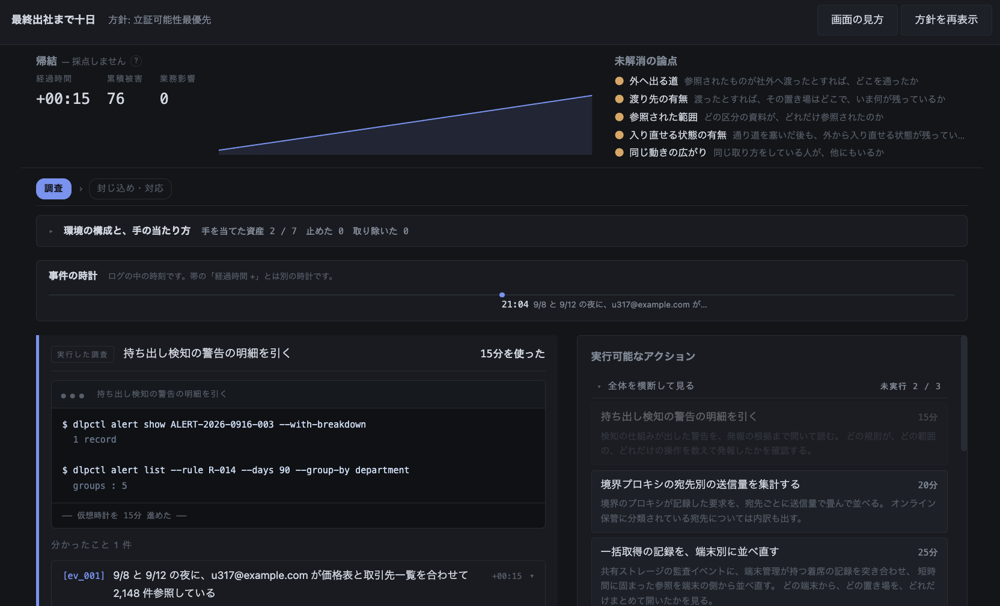 最終出社まで十日 方針: 立証可能性最優先
画面の見方
方針を再表示
帰結 — 採点しません ?
経過時間 累積被害 業務影響
+00:15 76 0
未解消の論点
外へ出る道 参照されたものが社外へ渡ったとすれば、どこを通ったか
渡り先の有無 渡ったとすれば、その置き場はどこで、いま何が残っているか
参照された範囲 どの区分の資料が、どれだけ参照されたのか
入り直せる状態の有無 通り道を塞いだ後も、外から入り直せる状態が残ってい…
同じ動きの広がり 同じ取り方をしている人が、他にもいるか
調査 › 封じ込め・対応
▸ 環境の構成と、手の当たり方 手を当てた資産 2 / 7 止めた 0 取り除いた 0
事件の時計 ログの中の時刻です。帯の「経過時間 +」とは別の時計です。
21:04 9/8 と 9/12 の夜に、u317@example.com が…
実行した調査 持ち出し検知の警告の明細を引く 15分を使った
持ち出し検知の警告の明細を引く
$ dlpctl alert show ALERT-2026-0916-003 --with-breakdown
1 record
$ dlpctl alert list --rule R-014 --days 90 --group-by department
groups : 5
── 仮想時計を 15分 進めた ──
分かったこと 1 件
[ev_001] 9/8 と 9/12 の夜に、u317@example.com が価格表と取引先一覧を合わせて +00:15 ▾
2,148 件参照している
実行可能なアクション
▾ 全体を横断して見る 未実行 2 / 3
持ち出し検知の警告の明細を引く 15分
検知の仕組みが出した警告を、発報の根拠まで開いて読む。 どの規則が、どの範囲
の、どれだけの操作を数えて発報したかを確認する。
境界プロキシの宛先別の送信量を集計する 20分
境界のプロキシが記録した要求を、宛先ごとに送信量で畳んで並べる。 オンライン
保管に分類されている宛先については内訳も出す。
一括取得の記録を、端末別に並べ直す 25分
共有ストレージの監査イベントに、端末管理が持つ着席の記録を突き合わせ、 短時
間に固まった参照を端末の側から並べ直す。 どの端末から、どの置き場を、どれだ
けまとめて開いたかを見る。